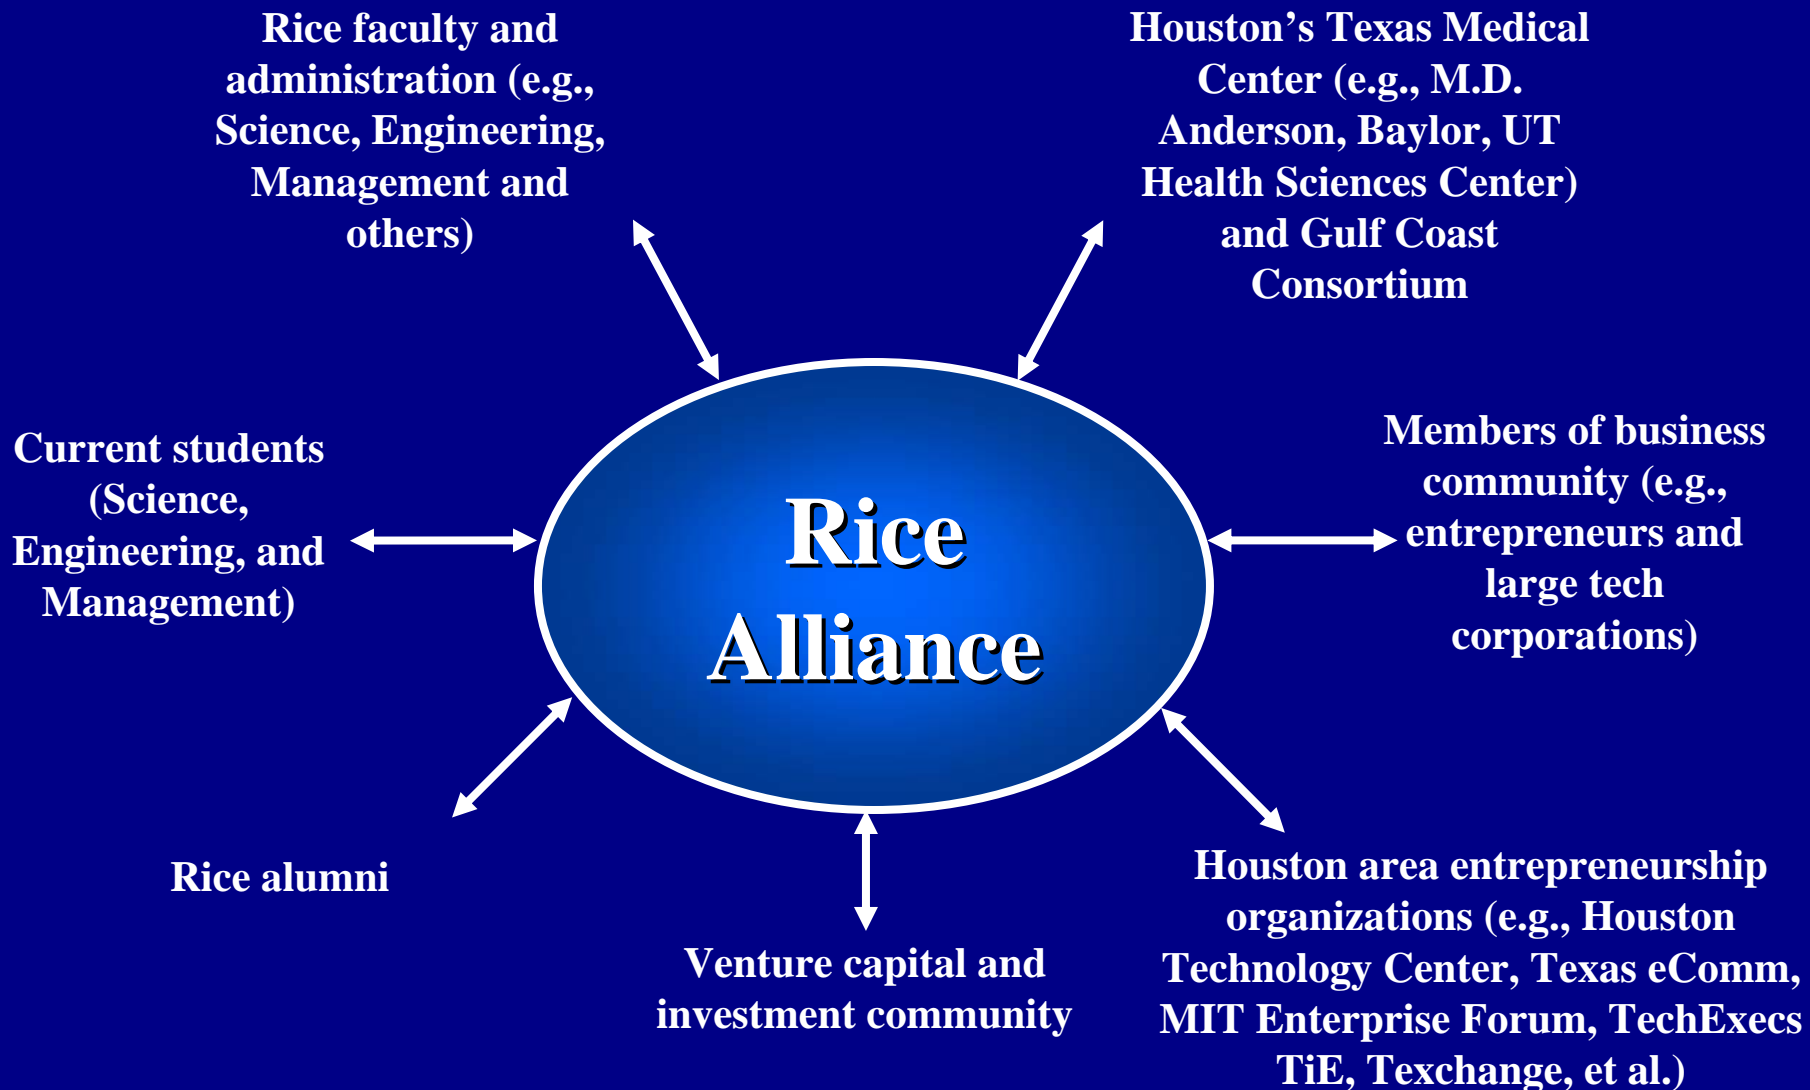 Rice faculty and
administration (e.g.,
Science, Engineering,
Management and
others)
Houston’s Texas Medical
Center (e.g., M.D.
Anderson, Baylor, UT
Health Sciences Center)
and Gulf Coast
Consortium
Current students
(Science,
Engineering, and
Management)
Rice
Alliance
Members of business
community (e.g.,
entrepreneurs and
large tech
corporations)
Rice alumni
Venture capital and
investment community
Houston area entrepreneurship
organizations (e.g., Houston
Technology Center, Texas eComm,
MIT Enterprise Forum, TechExecs
TiE, Texchange, et al.)